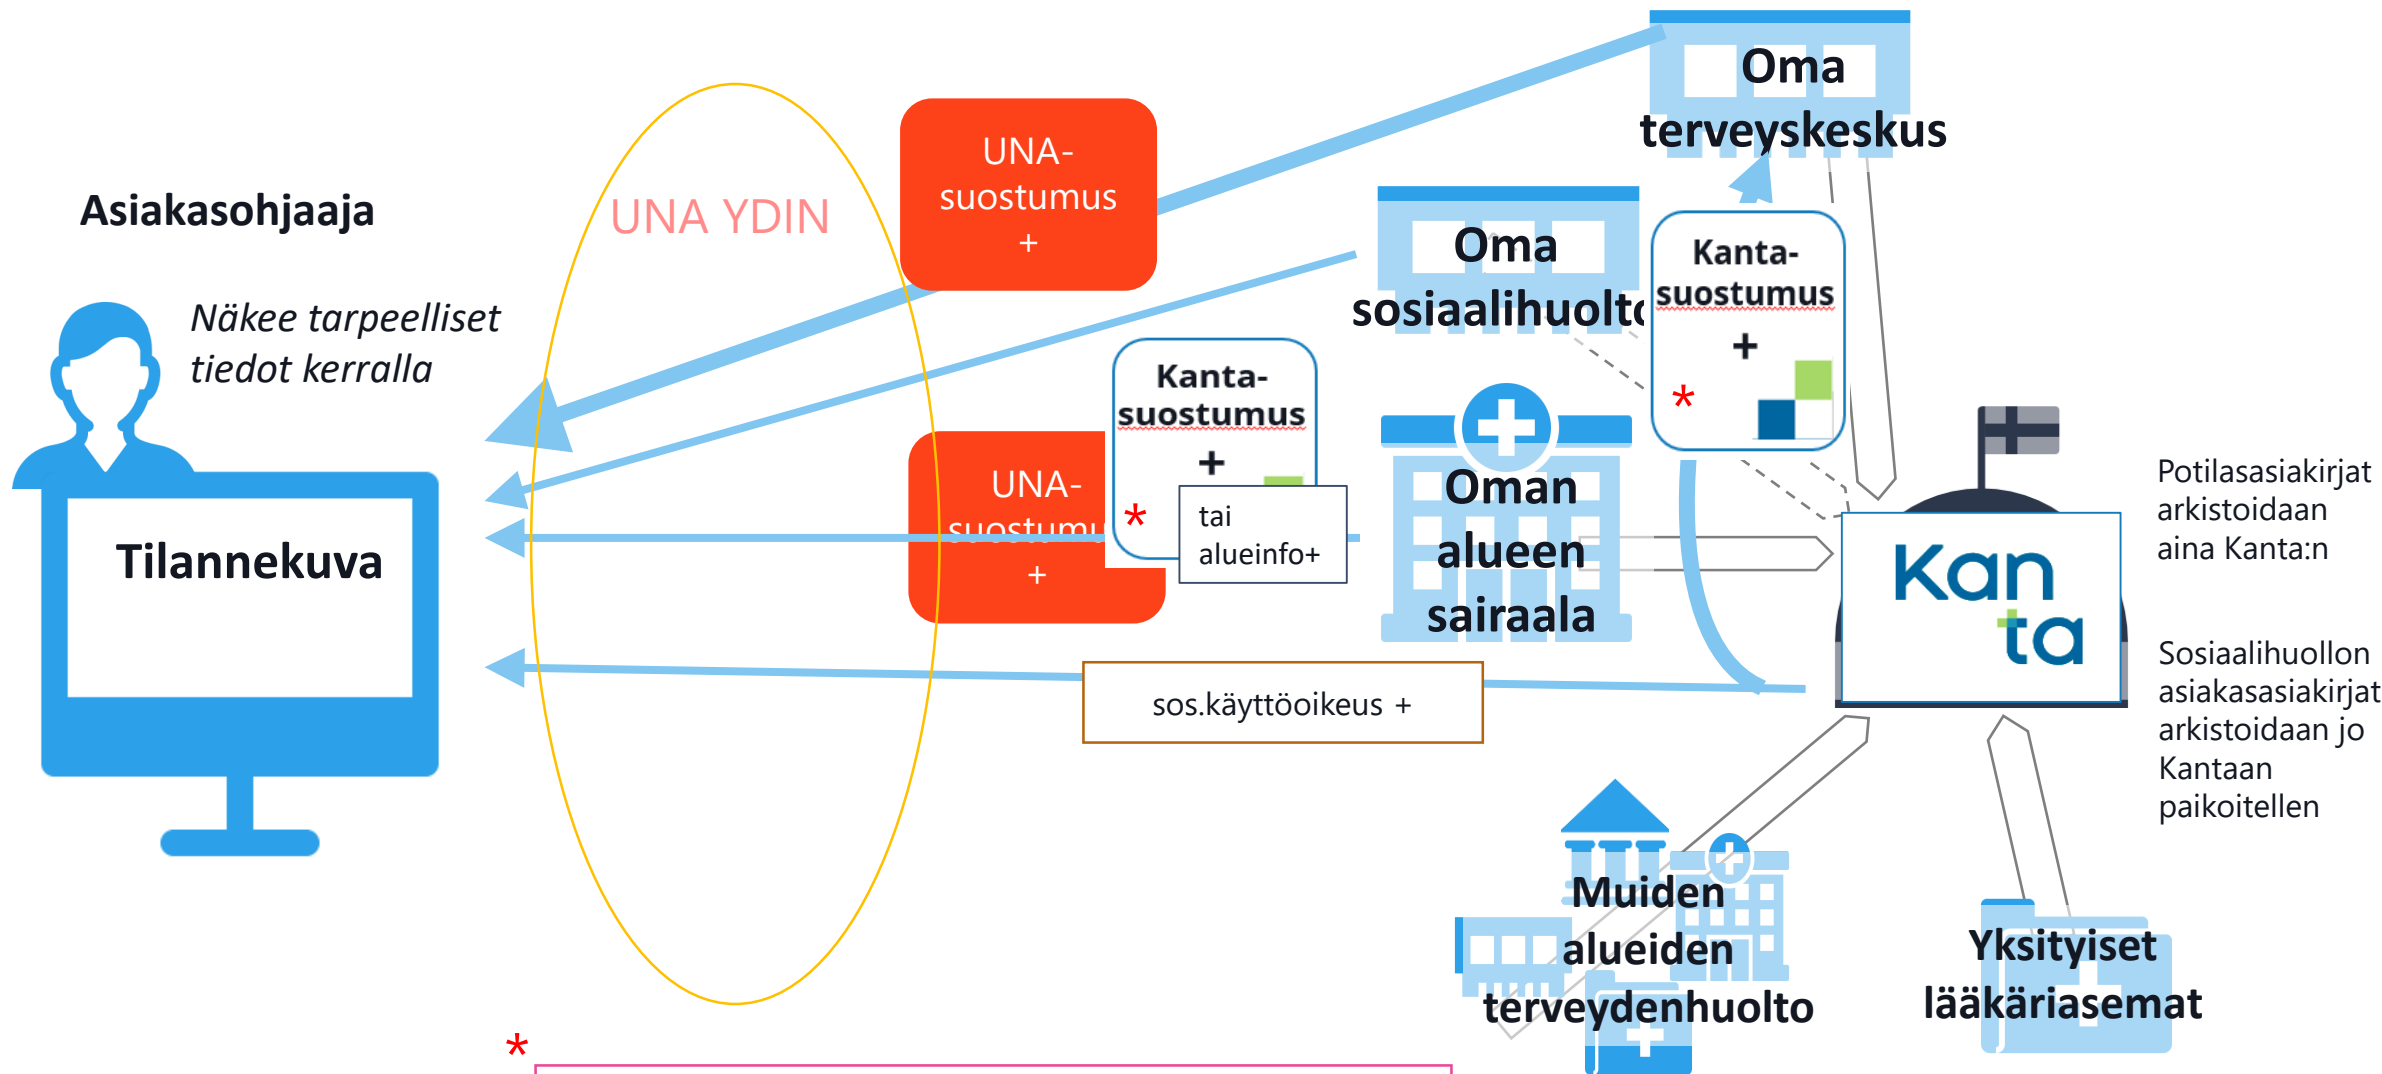 Oma
terveyskeskus
UNA-
suostumus
+
Asiakasohjaaja
UNA YDIN
Oma
sosiaalihuolto
Kanta-
suostumus
+
*
Näkee tarpeelliset
tiedot kerralla
Kanta-
suostumus
+
*
tai
alueinfo+
UNA-
suostumu
+
Oman
alueen
sairaala
Tilannekuva
Kan
ta
Potilasasiakirjat
arkistoidaan
aina Kanta:n
Sosiaalihuollon
asiakasasiakirjat
arkistoidaan jo
Kantaan
paikoitellen
sos.käyttöoikeus +
Muiden
alueiden
terveydenhuolto
Yksityiset
lääkäriasemat
*